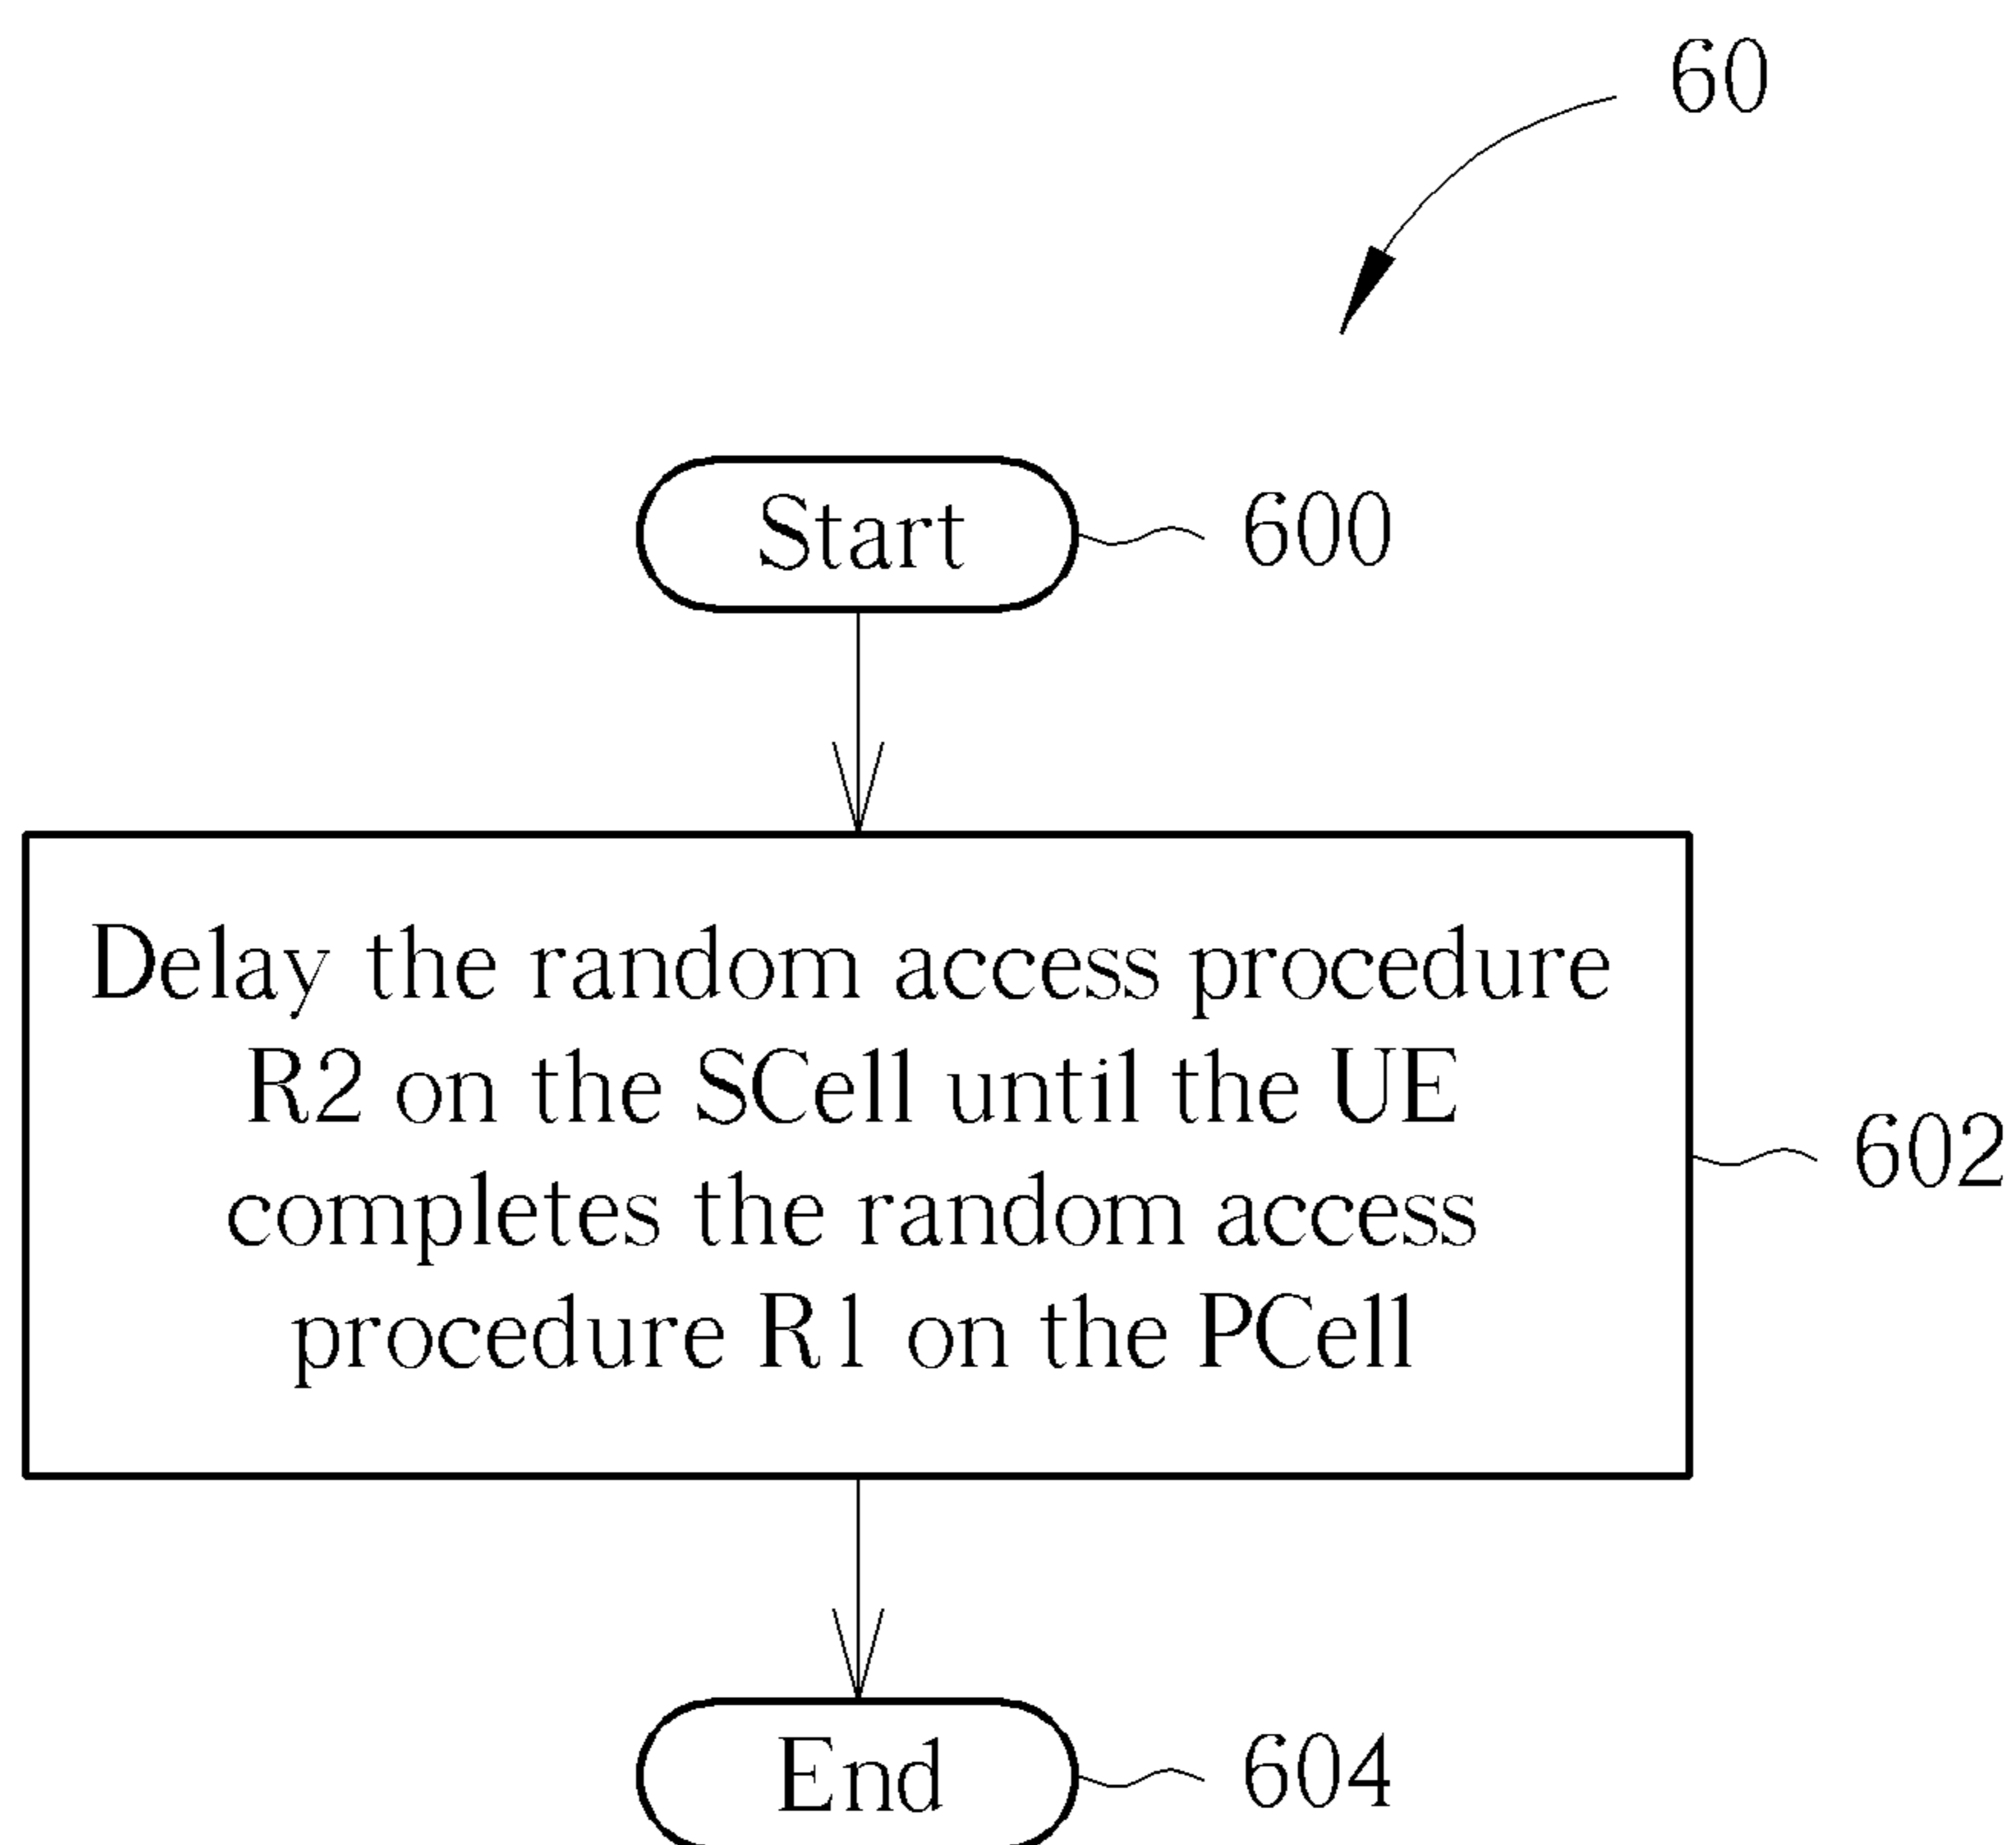 60
Start
600
Delay the random access procedure
R2 on the SCell until the UE
completes the random access
procedure R1 on the PCell
602
End
604